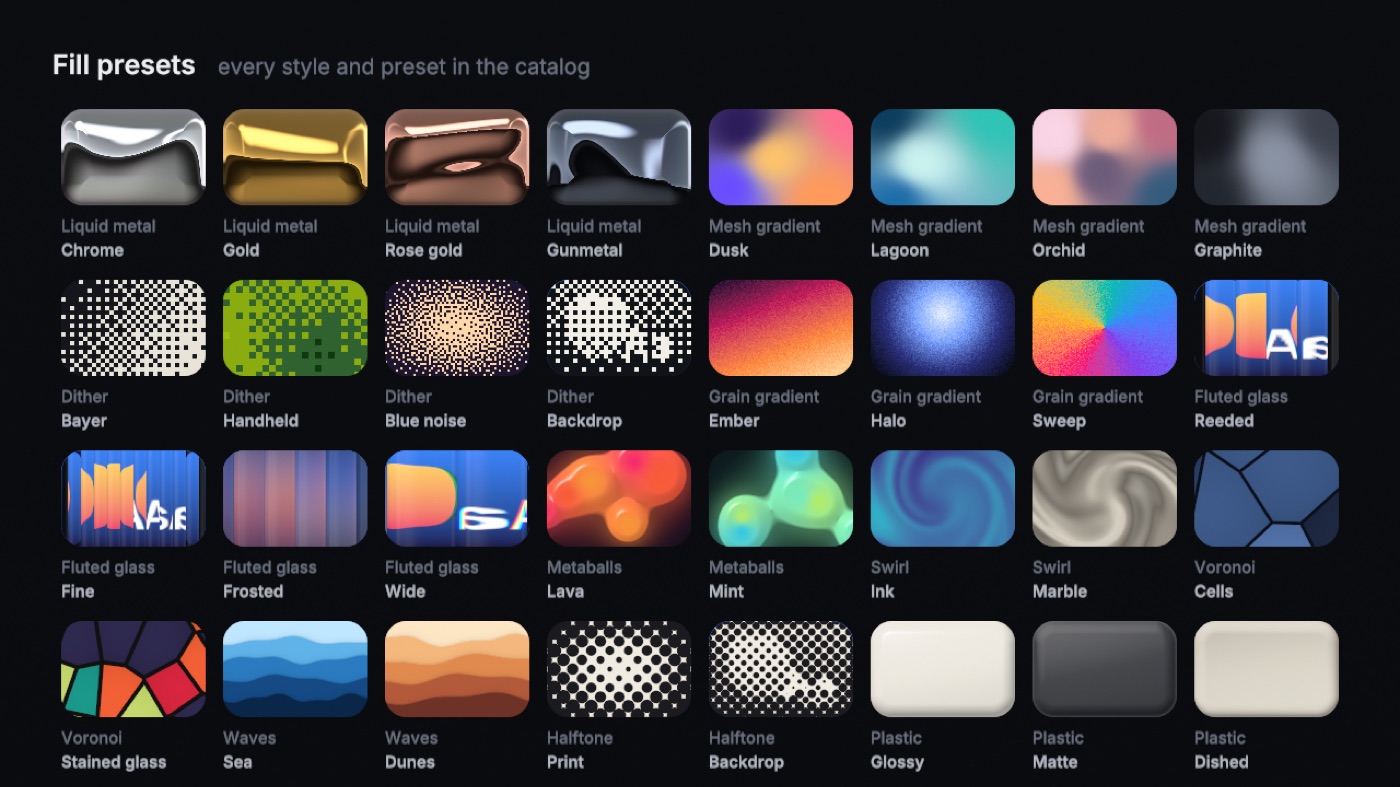 Fill presets every style and preset in the catalog
Liquid metal Liquid metal Liquid metal Liquid metal Mesh gradient Mesh gradient Mesh gradient Mesh gradient
Chrome Gold Rose gold Gunmetal Dusk Lagoon Orchid Graphite
Dither Dither Dither Dither Grain gradient Grain gradient Grain gradient Fluted glass
Bayer Handheld Blue noise Backdrop Ember Halo Sweep Reeded
Fluted glass Fluted glass Fluted glass Metaballs Metaballs Swirl Swirl Voronoi
Fine Frosted Wide Lava Mint Ink Marble Cells
Voronoi Waves Waves Halftone Halftone Plastic Plastic Plastic
Stained glass Sea Dunes Print Backdrop Glossy Matte Dished